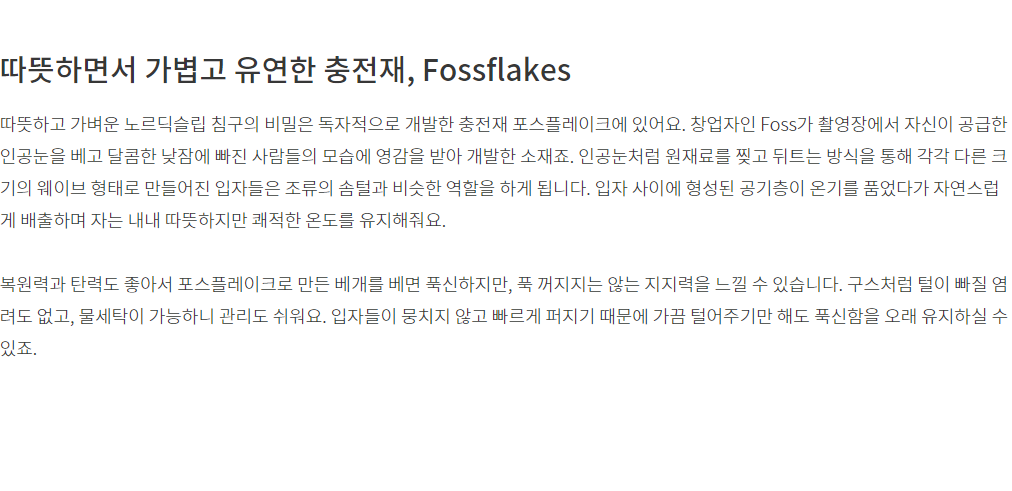 따뜻하면서 가볍고 유연한 충전재, Fossflakes
따뜻하고 가벼운 노르딕슬립 침구의 비밀은 독자적으로 개발한 충전재 포스플레이크에 있어요. 창업자인 Foss가 촬영장에서 자신이 공급한
인공눈을 베고 달콤한 낮잠에 빠진 사람들의 모습에 영감을 받아 개발한 소재죠. 인공눈처럼 원재료를 찢고 뒤트는 방식을 통해 각각 다른 크
기의 웨이브 형태로 만들어진 입자들은 조류의 솜털과 비슷한 역할을 하게 됩니다. 입자 사이에 형성된 공기층이 온기를 품었다가 자연스럽
게 배출하며 자는 내내 따뜻하지만 쾌적한 온도를 유지해줘요.
복원력과 탄력도 좋아서 포스플레이크로 만든 베개를 베면 푹신하지만, 푹 꺼지지는 않는 지지력을 느낄 수 있습니다. 구스처럼 털이 빠질 염
려도 없고, 물세탁이 가능하니 관리도 쉬워요. 입자들이 뭉치지 않고 빠르게 퍼지기 때문에 가끔 털어주기만 해도 푹신함을 오래 유지하실 수
있죠.